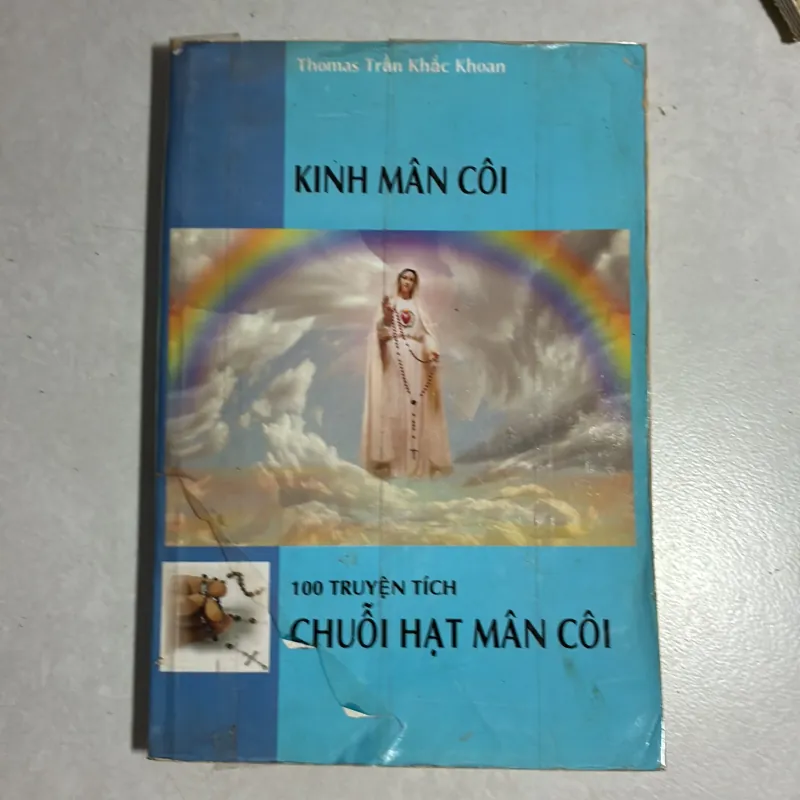 Thomas Trần Khắc Khoan
KINH MÂN CÔI
100 TRUYỆN TÍCH
CHUỖI HẠT MÂN CÔI